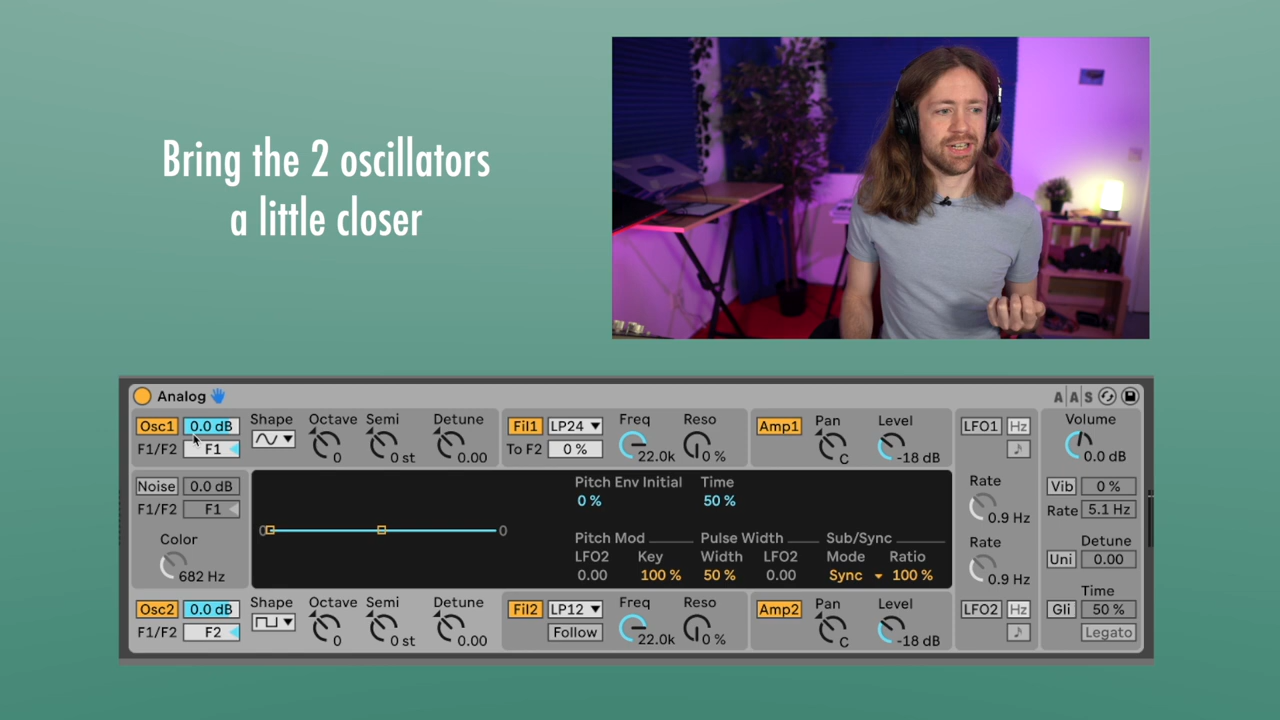 Bring the 2 oscillators
a little closer
Analog
A A S
Osc1 0.0 dB Shape Octave Semi Detune
F1/F2 F1 0 0 st 0.00
Fil1 LP24 Freq Reso
To F2 0 % 22.0k 0 %
Amp1 Pan Level
C -18 dB
LFO1 Hz
Volume
0.0 dB
Noise 0.0 dB
F1/F2 F1
Color
682 Hz
0 0
Pitch Env Initial Time
0 % 50 %
Pitch Mod Pulse Width Sub/Sync
LFO2 Key Width LFO2 Mode Ratio
0.00 100 % 50 % 0.00 Sync 100 %
Rate
0.9 Hz
Rate
0.9 Hz
Vib 0 %
Rate 5.1 Hz
Detune
Uni 0.00
Time
Gli 50 %
Legato
Osc2 0.0 dB Shape Octave Semi Detune
F1/F2 F2 0 0 st 0.00
Fil2 LP12 Freq Reso
Follow 22.0k 0 %
Amp2 Pan Level
C -18 dB
LFO2 Hz